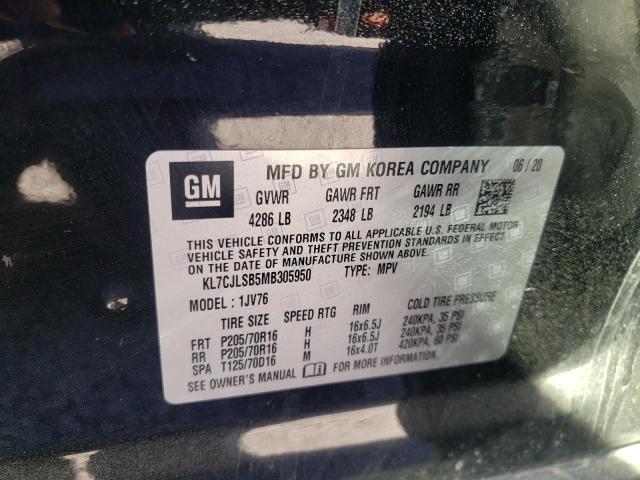 GM
MFD BY GM KOREA COMPANY 06/20
GVWR GAWR FRT GAWR RR
4286 LB 2348 LB 2194 LB
THIS VEHICLE CONFORMS TO ALL APPLICABLE U.S. FEDERAL MOTOR
VEHICLE SAFETY AND THEFT PREVENTION STANDARDS IN EFFECT
ON DATE OF MANUFACTURE SHOWN ABOVE.
KL7CJLSB5MB305950 TYPE: MPV
MODEL: 1JV76
TIRE SIZE SPEED RTG RIM COLD TIRE PRESSURE
FRT P205/70R16 H 16x6.5J 240KPA, 35 PSI
RR P205/70R16 H 16x6.5J 240KPA, 35 PSI
SPA T125/70D16 M 16x4.0T 420KPA, 60 PSI
SEE OWNER'S MANUAL FOR MORE INFORMATION.